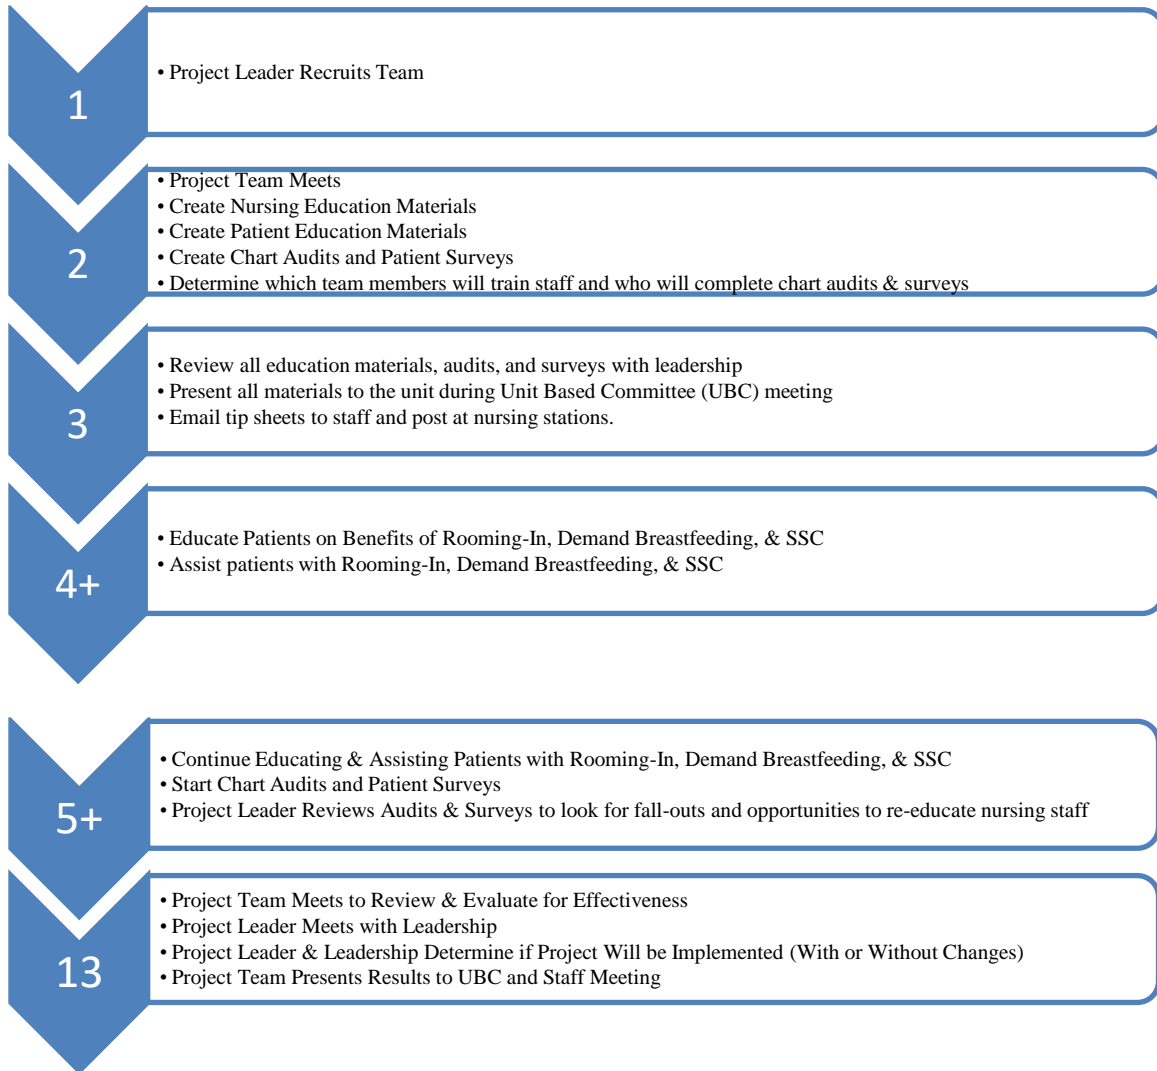 1
• Project Leader Recruits Team
2
• Project Team Meets
• Create Nursing Education Materials
• Create Patient Education Materials
• Create Chart Audits and Patient Surveys
• Determine which team members will train staff and who will complete chart audits & surveys
3
• Review all education materials, audits, and surveys with leadership
• Present all materials to the unit during Unit Based Committee (UBC) meeting
• Email tip sheets to staff and post at nursing stations.
4+
• Educate Patients on Benefits of Rooming-In, Demand Breastfeeding, & SSC
• Assist patients with Rooming-In, Demand Breastfeeding, & SSC
5+
• Continue Educating & Assisting Patients with Rooming-In, Demand Breastfeeding, & SSC
• Start Chart Audits and Patient Surveys
• Project Leader Reviews Audits & Surveys to look for fall-outs and opportunities to re-educate nursing staff
13
• Project Team Meets to Review & Evaluate for Effectiveness
• Project Leader Meets with Leadership
• Project Leader & Leadership Determine if Project Will be Implemented (With or Without Changes)
• Project Team Presents Results to UBC and Staff Meeting